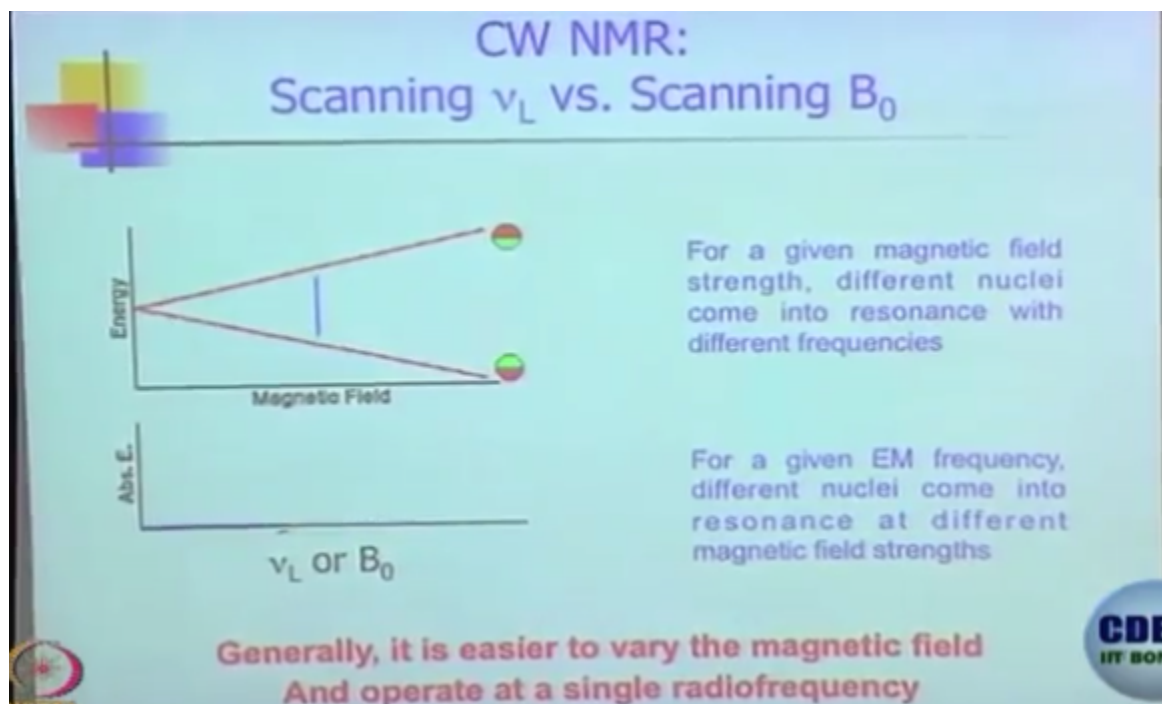 CW NMR:
Scanning νL vs. Scanning B0
Energy
Magnetic Field
For a given magnetic field
strength, different nuclei
come into resonance with
different frequencies
Abs. E.
νL or B0
For a given EM frequency,
different nuclei come into
resonance at different
magnetic field strengths
Generally, it is easier to vary the magnetic field
And operate at a single radiofrequency
IIT